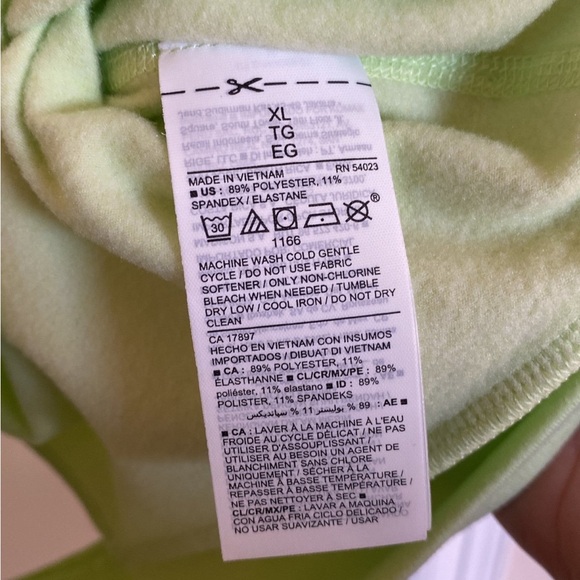 XL
TG
EG
MADE IN VIETNAM RN 54023
■ US: 89% POLYESTER, 11%
SPANDEX / ELASTANE
30
®
1166
MACHINE WASH COLD GENTLE
CYCLE / DO NOT USE FABRIC
SOFTENER / ONLY NON-CHLORINE
BLEACH WHEN NEEDED / TUMBLE
DRY LOW / COOL IRON / DO NOT DRY
CLEAN
CA 17897
HECHO EN VIETNAM CON INSUMOS
IMPORTADOS / DIBUAT DI VIETNAM
■ CA: 89% POLYESTER, 11%
ÉLASTHANNE ■ CL/CR/MX/PE: 89%
poliéster, 11% elastano ■ ID: 89%
POLISTER, 11% SPANDEKS
■ AE: 89 % بوليستر 11 % سبانديكس
■ CA: LAVER À LA MACHINE À L'EAU
FROIDE AU CYCLE DÉLICAT / NE PAS
UTILISER D'ASSOUPLISSANT /
UTILISER AU BESOIN UN AGENT DE
BLANCHIMENT SANS CHLORE
UNIQUEMENT / SÉCHER À LA
MACHINE À BASSE TEMPÉRATURE /
REPASSER À BASSE TEMPÉRATURE /
NE PAS NETTOYER À SEC ■
CL/CR/MX/PE: LAVAR A MAQUINA
CON AGUA FRIA CICLO DELICADO /
NO USAR SUAVIZANTE / USAR